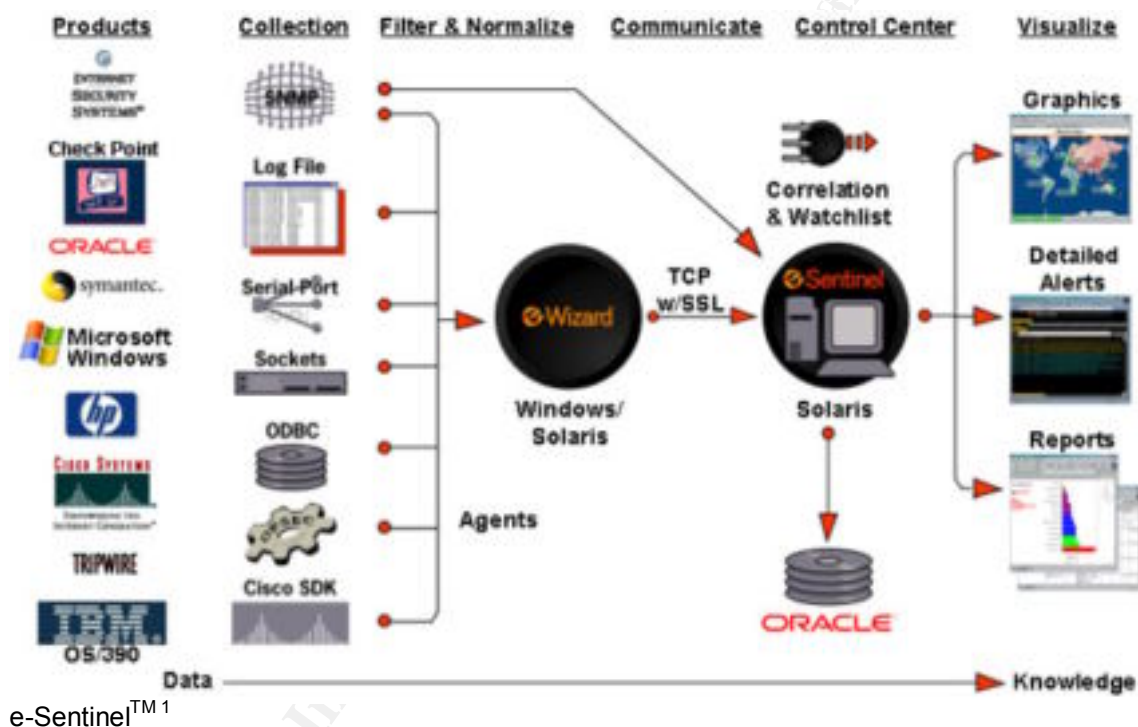 Products
Collection
Filter & Normalize
Communicate
Control Center
Visualize
INTERNET
SECURITY
SYSTEMS
Check Point
ORACLE
symantec.
Microsoft
Windows
hp
CISCO SYSTEMS
TRIPWIRE
IBM
OS/390
SNMP
Log File
Serial Port
Sockets
ODBC
OPSEC
Cisco SDK
Agents
e-Wizard
Windows/
Solaris
TCP
w/SSL
Correlation
& Watchlist
e-Sentinel
Solaris
ORACLE
Graphics
Detailed
Alerts
Reports
Data
Knowledge
e-Sentinel™ 1